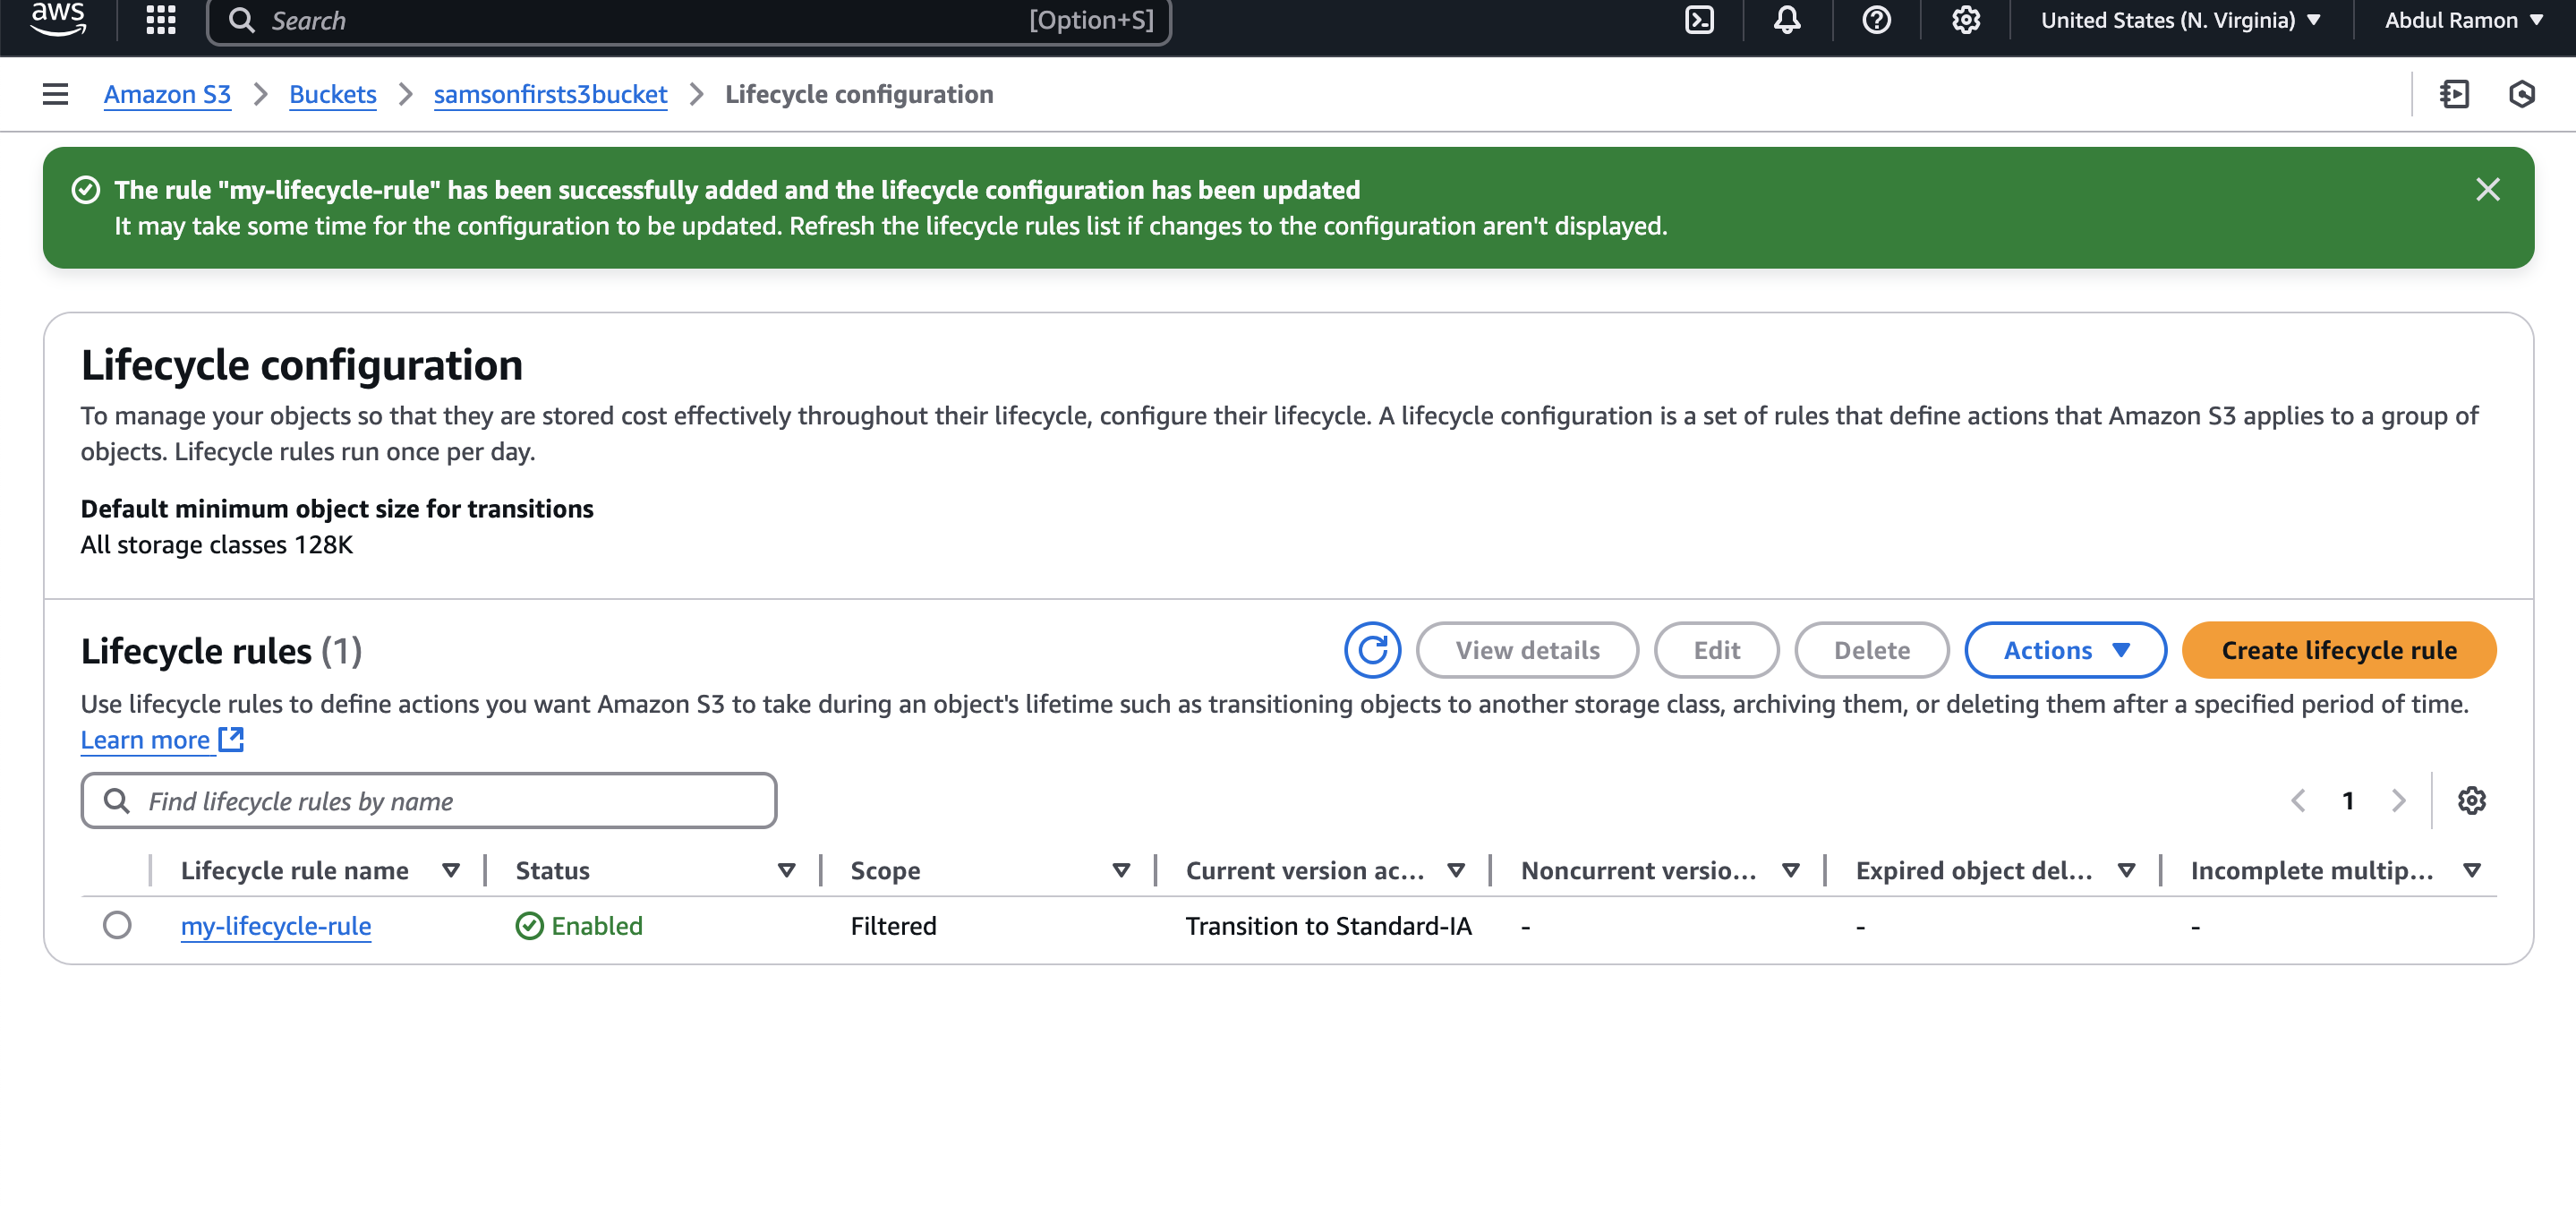 aws
Search [Option+S] United States (N. Virginia) Abdul Ramon
Amazon S3 Buckets samsonfirsts3bucket Lifecycle configuration
The rule "my-lifecycle-rule" has been successfully added and the lifecycle configuration has been updated
It may take some time for the configuration to be updated. Refresh the lifecycle rules list if changes to the configuration aren't displayed.
Lifecycle configuration
To manage your objects so that they are stored cost effectively throughout their lifecycle, configure their lifecycle. A lifecycle configuration is a set of rules that define actions that Amazon S3 applies to a group of
objects. Lifecycle rules run once per day.
Default minimum object size for transitions
All storage classes 128K
Lifecycle rules (1) View details Edit Delete Actions Create lifecycle rule
Use lifecycle rules to define actions you want Amazon S3 to take during an object's lifetime such as transitioning objects to another storage class, archiving them, or deleting them after a specified period of time.
Learn more
Find lifecycle rules by name 1
Lifecycle rule name Status Scope Current version ac... Noncurrent versio... Expired object del... Incomplete multip...
my-lifecycle-rule Enabled Filtered Transition to Standard-IA - - -